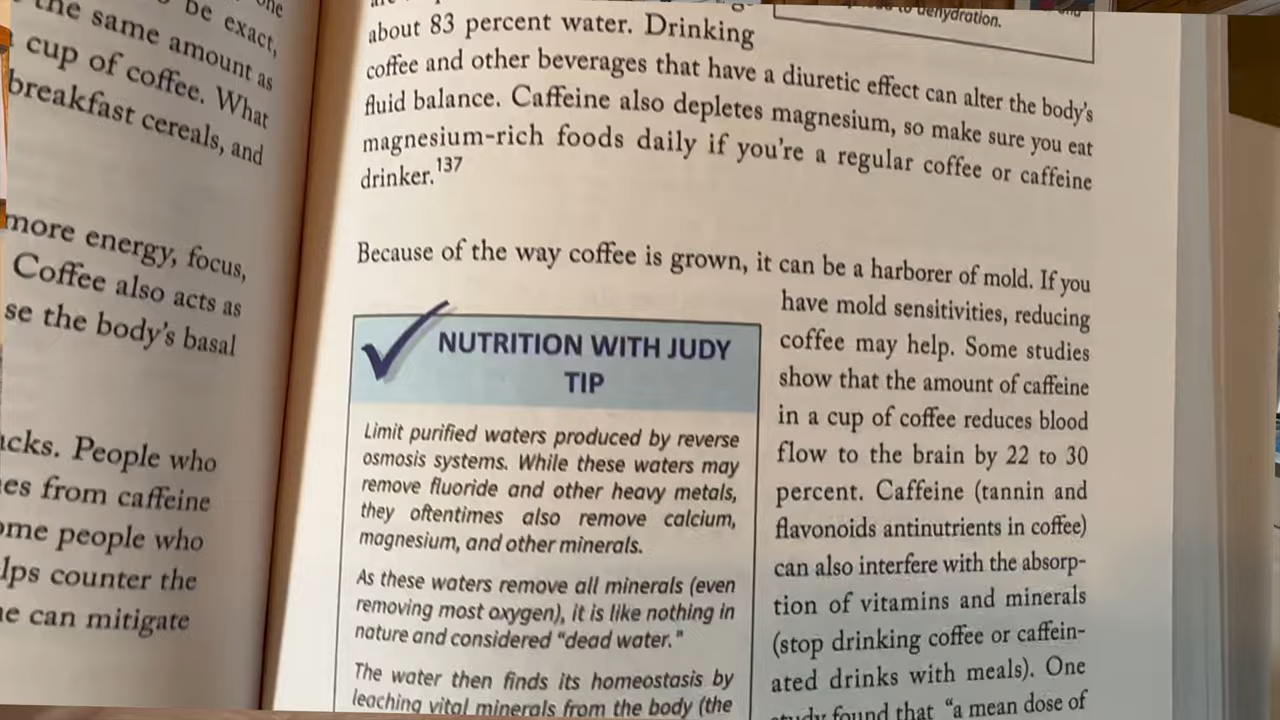 one
be exact,
the same amount as
cup of coffee. What
breakfast cereals, and
more energy, focus,
Coffee also acts as
se the body's basal
acks. People who
es from caffeine
ome people who
lps counter the
e can mitigate
to dehydration.
about 83 percent water. Drinking
coffee and other beverages that have a diuretic effect can alter the body's
fluid balance. Caffeine also depletes magnesium, so make sure you eat
magnesium-rich foods daily if you're a regular coffee or caffeine
drinker.137
Because of the way coffee is grown, it can be a harborer of mold. If you
have mold sensitivities, reducing
coffee may help. Some studies
show that the amount of caffeine
in a cup of coffee reduces blood
flow to the brain by 22 to 30
percent. Caffeine (tannin and
flavonoids antinutrients in coffee)
can also interfere with the absorp-
tion of vitamins and minerals
(stop drinking coffee or caffein-
ated drinks with meals). One
study found that "a mean dose of
NUTRITION WITH JUDY
TIP
Limit purified waters produced by reverse
osmosis systems. While these waters may
remove fluoride and other heavy metals,
they oftentimes also remove calcium,
magnesium, and other minerals.
As these waters remove all minerals (even
removing most oxygen), it is like nothing in
nature and considered "dead water."
The water then finds its homeostasis by
leaching vital minerals from the body (the